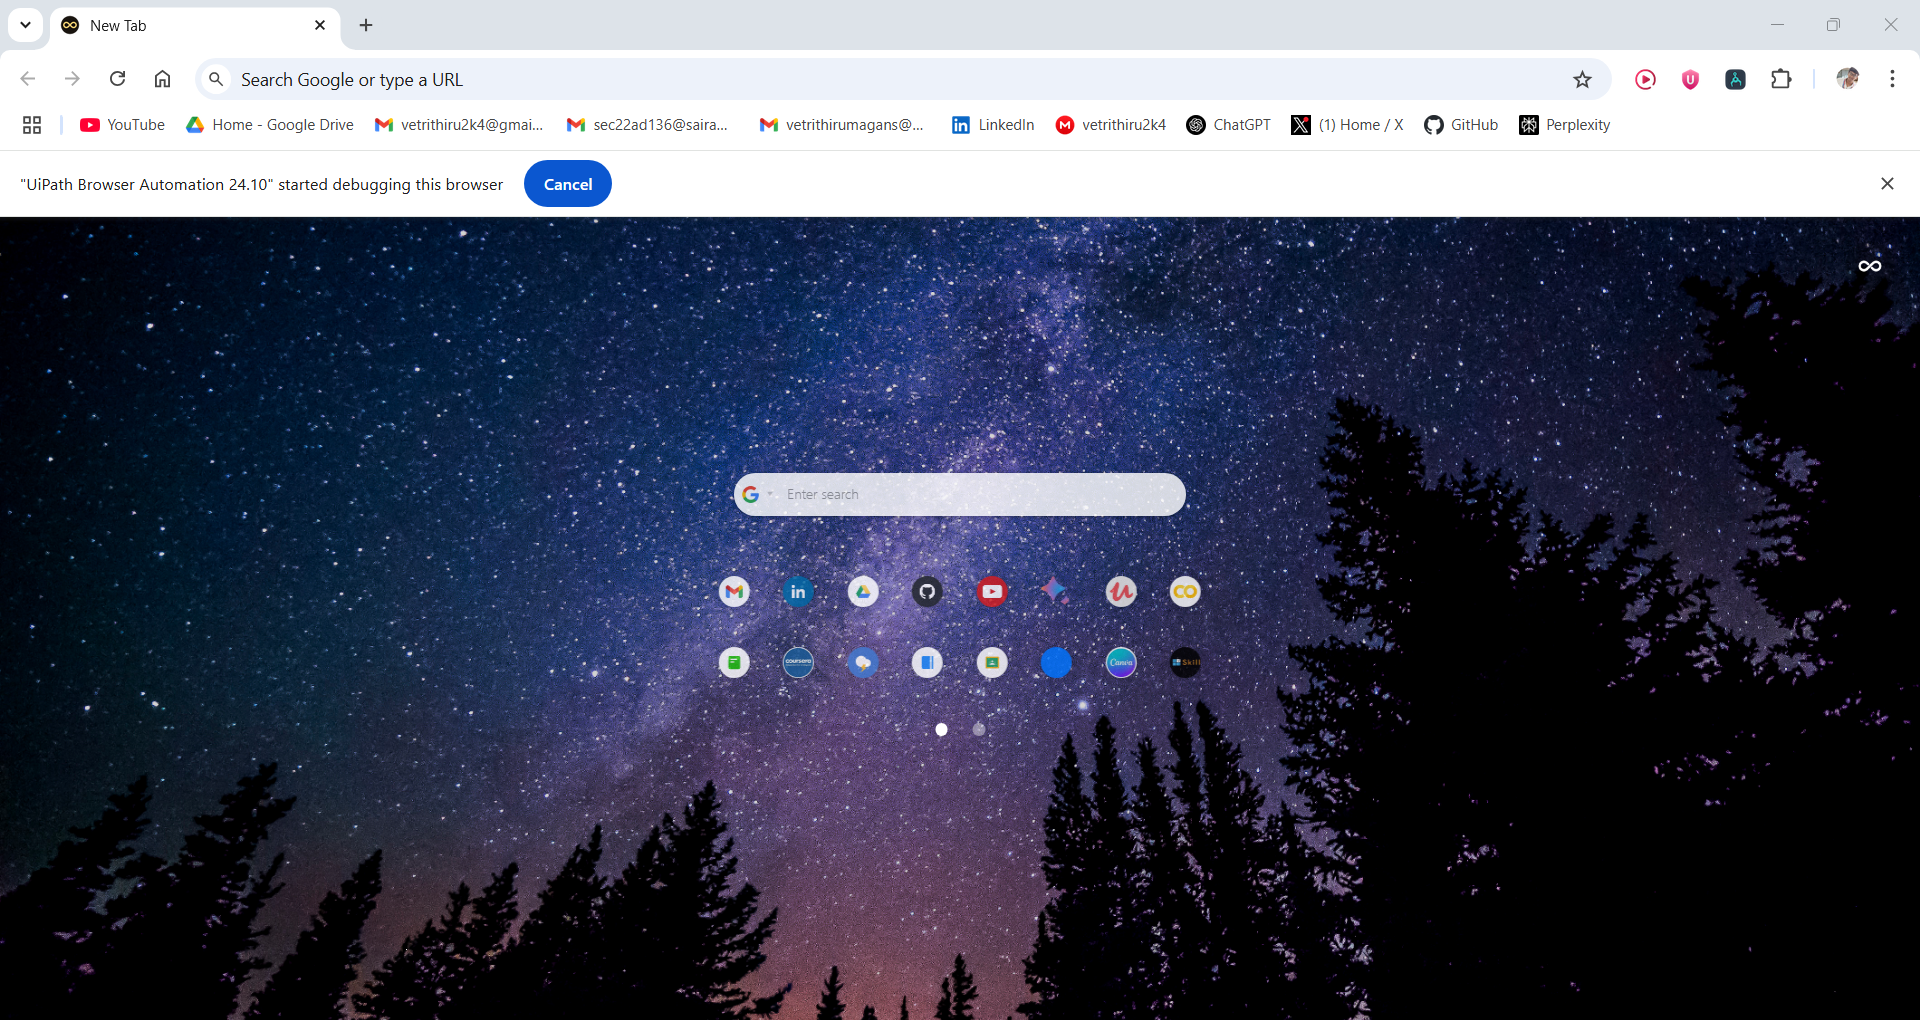 New Tab
Search Google or type a URL
YouTube
Home - Google Drive
vetrithiru2k4@gmai...
sec22ad136@saira...
vetrithirumagans@...
LinkedIn
vetrithiru2k4
ChatGPT
(1) Home / X
GitHub
Perplexity
"UiPath Browser Automation 24.10" started debugging this browser
Cancel
Enter search
coursera
Canva
Skill